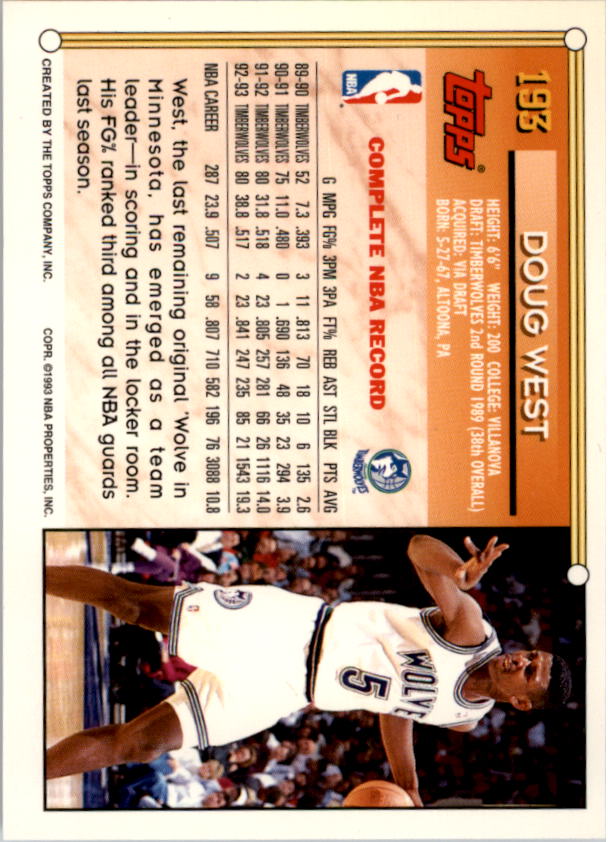 193
DOUG WEST
TOPPS®
HEIGHT: 6'6" WEIGHT: 200 COLLEGE: VILLANOVA
DRAFT: TIMBERWOLVES 2nd ROUND 1989 (38th OVERALL)
ACQUIRED: VIA DRAFT
BORN: 5-27-67, ALTOONA, PA
NBA
COMPLETE NBA RECORD
TIMBERWOLVES
G MPG FG% 3PM 3PA FT% REB AST STL BLK PTS AVG
89-90 TIMBERWOLVES 52 7.3 .393 3 11 .813 70 18 10 6 135 2.6
90-91 TIMBERWOLVES 75 11.0 .480 0 1 .690 136 48 35 23 294 3.9
91-92 TIMBERWOLVES 80 31.8 .518 4 23 .805 257 281 66 26 1116 14.0
92-93 TIMBERWOLVES 80 38.8 .517 2 23 .841 247 235 85 21 1543 19.3
NBA CAREER 287 23.9 .507 9 58 .807 710 582 196 76 3088 10.8
West, the last remaining original 'Wolve in
Minnesota, has emerged as a team
leader—in scoring and in the locker room.
His FG% ranked third among all NBA guards
last season.
CREATED BY THE TOPPS COMPANY, INC. COPR. ©1993 NBA PROPERTIES, INC.
WOLVE
5